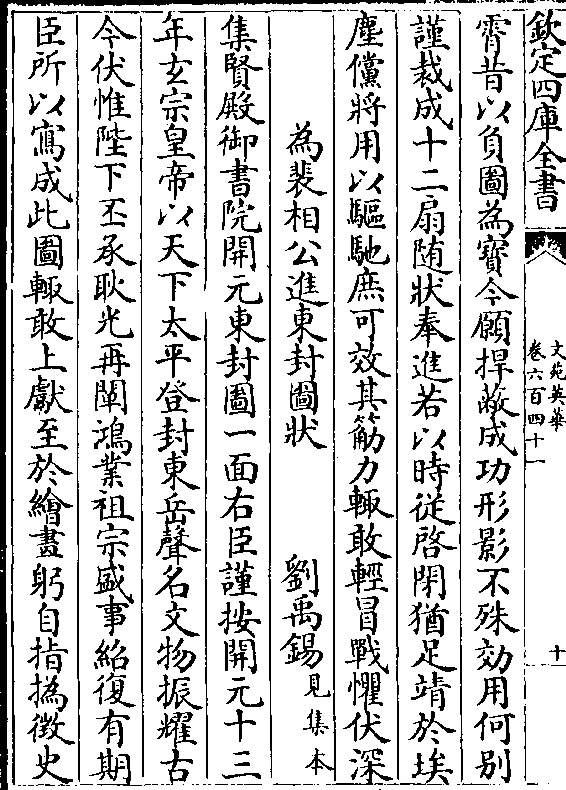 欽定四庫全書
文苑英華
卷六百四十一
十
霄昔以負圖為寳今願捍蔽成功形影不殊効用何别
謹裁成十二扇随狀奉進若以時從啓閉猶足靖於埃
塵儻將用以驅馳庶可效其筋力輙敢輕冒戰懼伏深
為裴相公進東封圖狀 劉禹錫 見集本
集賢殿御書院開元東封圖一面右臣謹按開元十三
年玄宗皇帝以天下太平登封東岳聲名文物振耀古
今伏惟陛下丕承耿光再闡鴻業祖宗盛事紹復有期
臣所以寫成此圖輙敢上獻至於繪畫躬自指撝徵史